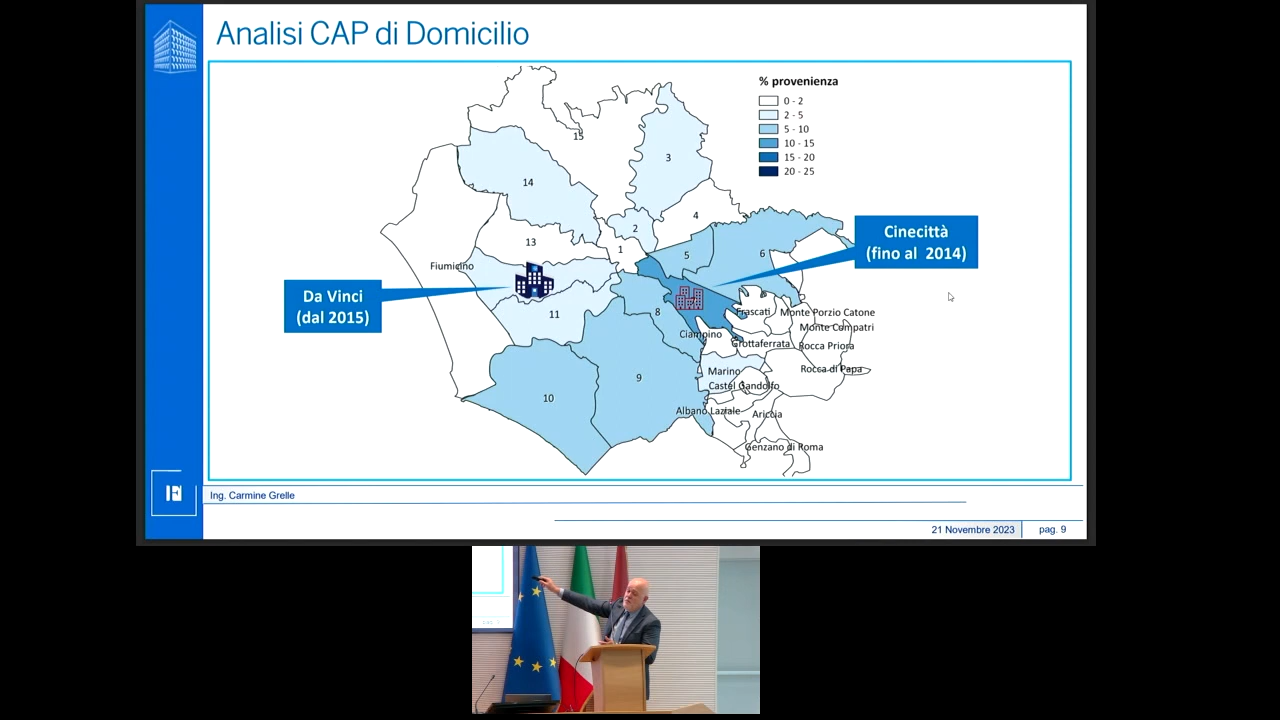 Analisi CAP di Domicilio
% provenienza
0 - 2
2 - 5
5 - 10
10 - 15
15 - 20
20 - 25
15
3
14
2
4
13
1
5
6
Cinecittà
(fino al 2014)
Fiumicino
Da Vinci
(dal 2015)
11
8
Frascati
Monte Porzio Catone
Monte Compatri
Ciampino
Grottaferrata
Rocca Priora
Marino
Rocca di Papa
9
Castel Gandolfo
10
Albano Laziale
Ariccia
Genzano di Roma
Ing. Carmine Grelle
21 Novembre 2023
pag. 9